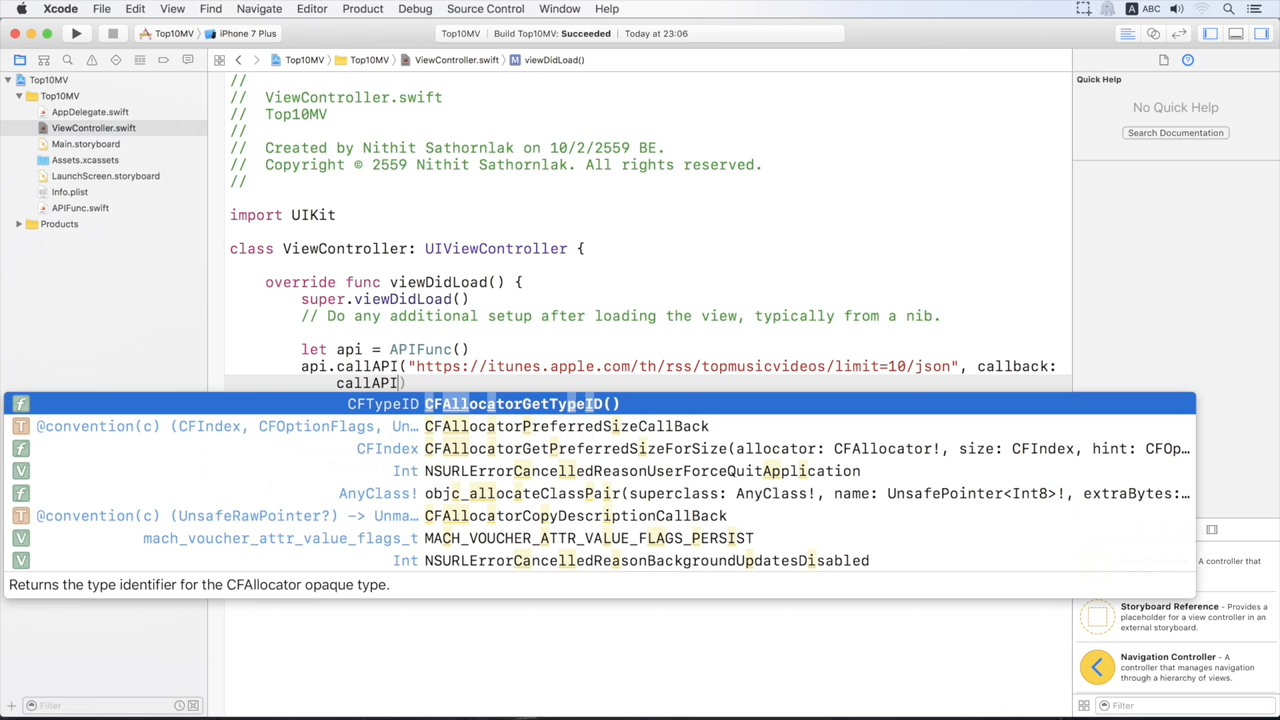 Xcode File Edit View Find Navigate Editor Product Debug Source Control Window Help A ABC
Top10MV iPhone 7 Plus Top10MV Build Top10MV: Succeeded Today at 23:06
Top10MV Top10MV ViewController.swift M viewDidLoad()
Top10MV
Top10MV
AppDelegate.swift
ViewController.swift
Main.storyboard
Assets.xcassets
LaunchScreen.storyboard
Info.plist
APIFunc.swift
Products
//
// ViewController.swift
// Top10MV
//
// Created by Nithit Sathornlak on 10/2/2559 BE.
// Copyright © 2559 Nithit Sathornlak. All rights reserved.
//
import UIKit
class ViewController: UIViewController {
override func viewDidLoad() {
super.viewDidLoad()
// Do any additional setup after loading the view, typically from a nib.
let api = APIFunc()
api.callAPI("https://itunes.apple.com/th/rss/topmusicvideos/limit=10/json", callback:
callAPI)
f CFTypeID CFAllocatorGetTypeID()
T @convention(c) (CFIndex, CFOptionFlags, Un… CFAllocatorPreferredSizeCallBack
f CFIndex CFAllocatorGetPreferredSizeForSize(allocator: CFAllocator!, size: CFIndex, hint: CFOp…
V Int NSURLErrorCancelledReasonUserForceQuitApplication
f AnyClass! objc_allocateClassPair(superclass: AnyClass!, name: UnsafePointer<Int8>!, extraBytes:…
T @convention(c) (UnsafeRawPointer?) -> Unma… CFAllocatorCopyDescriptionCallBack
V mach_voucher_attr_value_flags_t MACH_VOUCHER_ATTR_VALUE_FLAGS_PERSIST
V Int NSURLErrorCancelledReasonBackgroundUpdatesDisabled
Returns the type identifier for the CFAllocator opaque type.
Quick Help
No Quick Help
Search Documentation
A controller that
Storyboard Reference - Provides a
placeholder for a view controller in an
external storyboard.
Navigation Controller - A
controller that manages navigation
through a hierarchy of views.
Filter
Filter